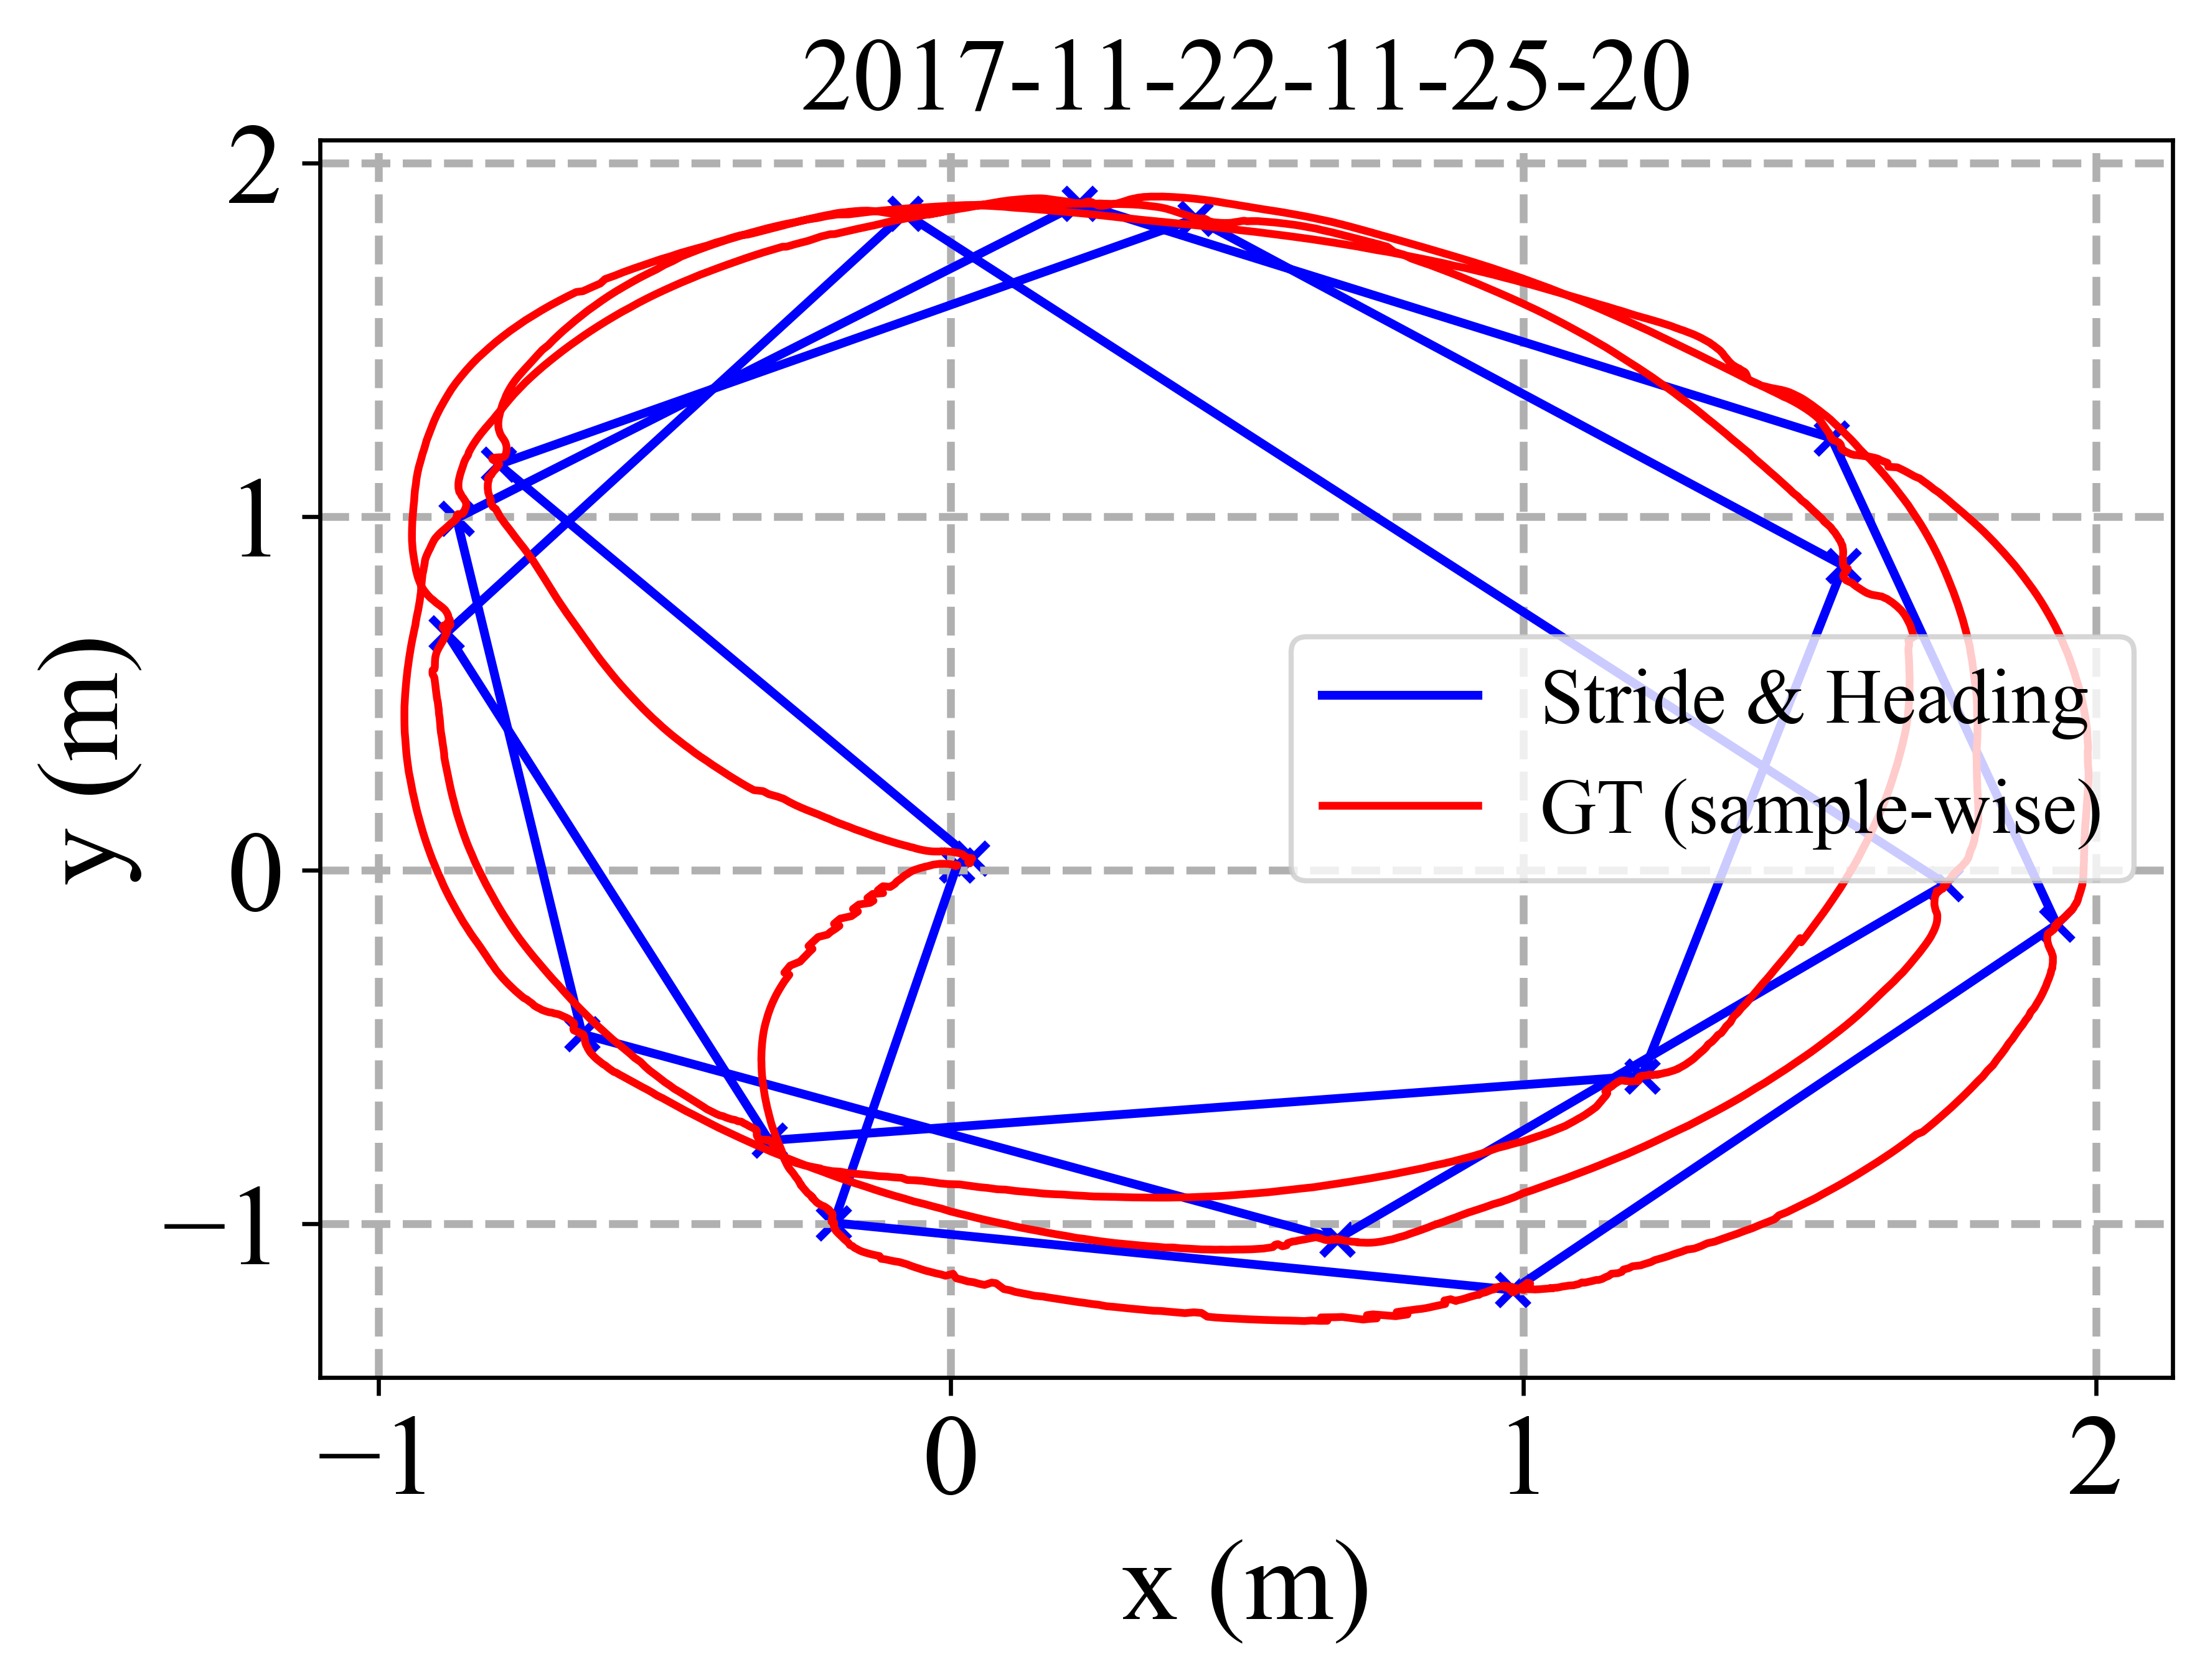 2017-11-22-11-25-20
2
1
0
−1
y (m)
Stride & Heading
GT (sample-wise)
−1
0
1
2
x (m)